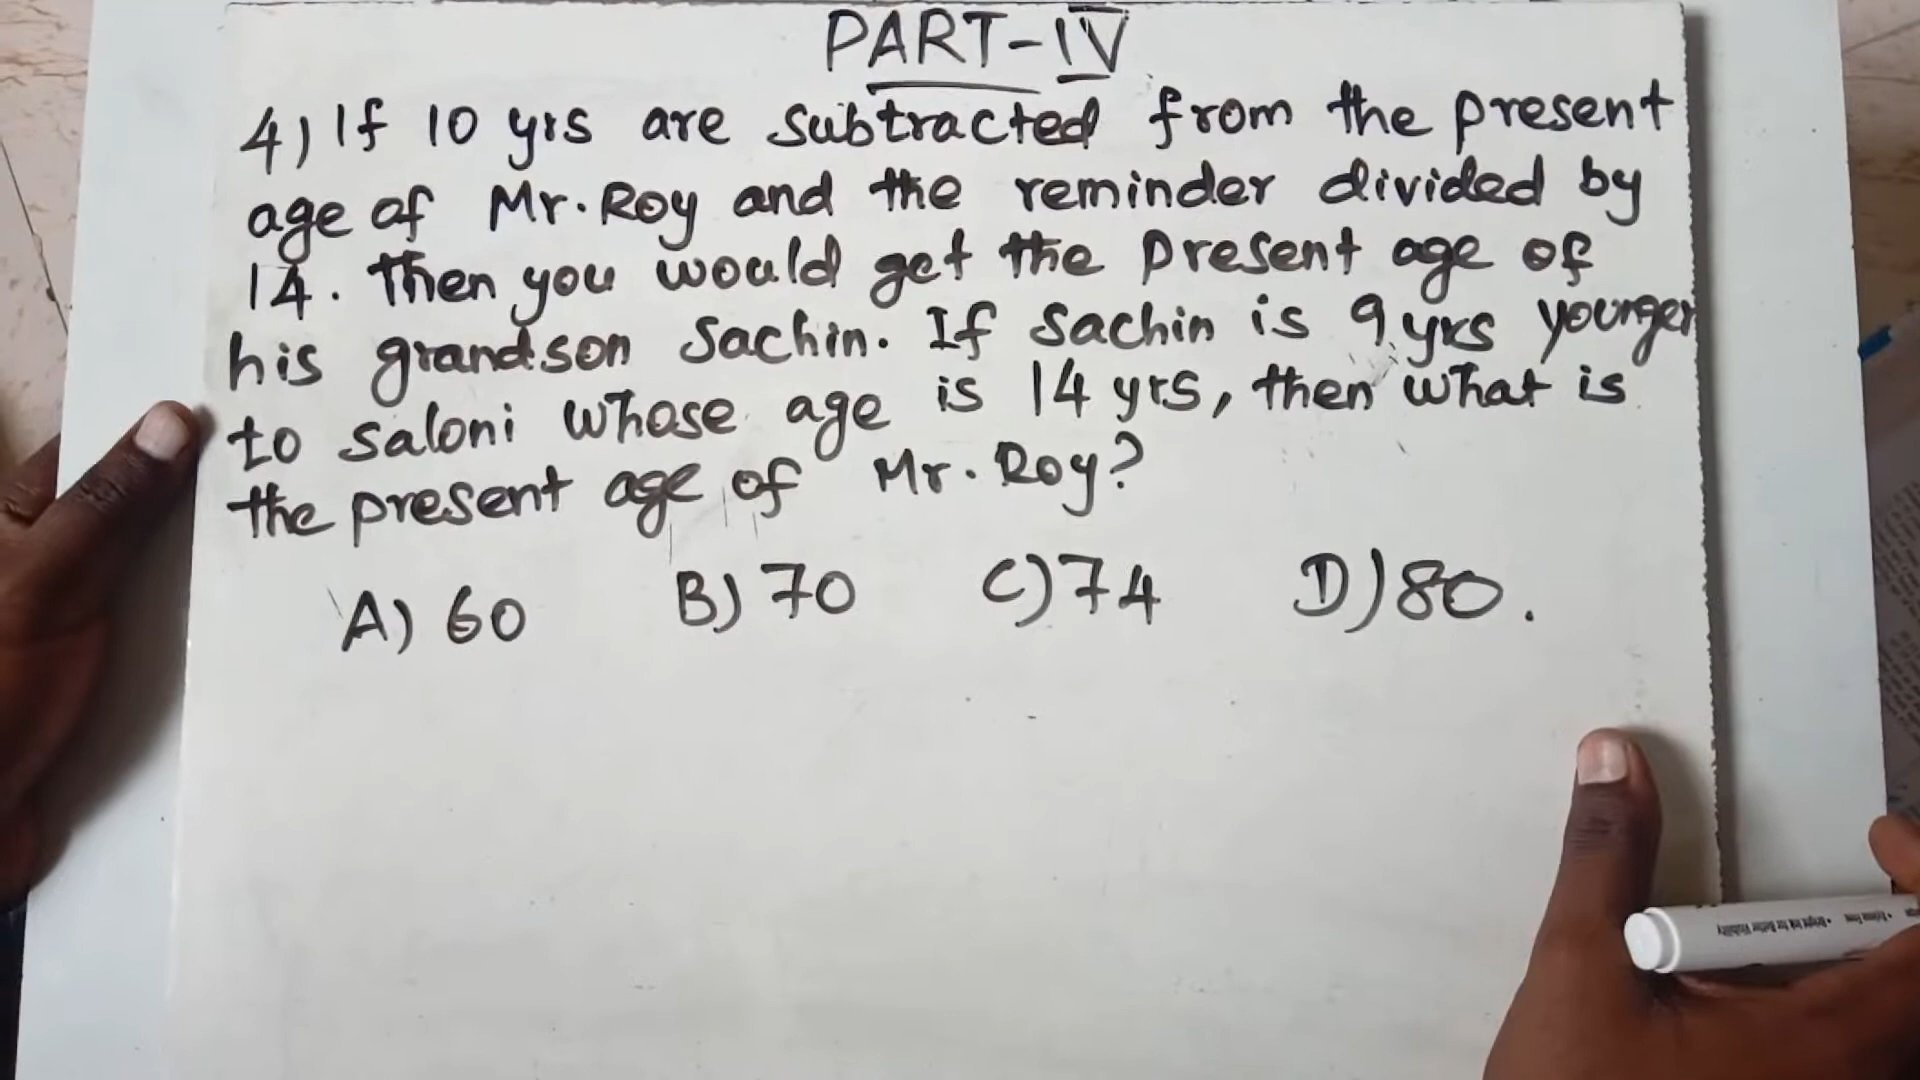 PART-IV
4) If 10 yrs are subtracted from the present
age of Mr. Roy and the reminder divided by
14. Then you would get the present age of
his grandson Sachin. If Sachin is 9 yrs younger
to saloni whose age is 14 yrs, then what is
the present age of Mr. Roy?
A) 60 B) 70 C) 74 D) 80.